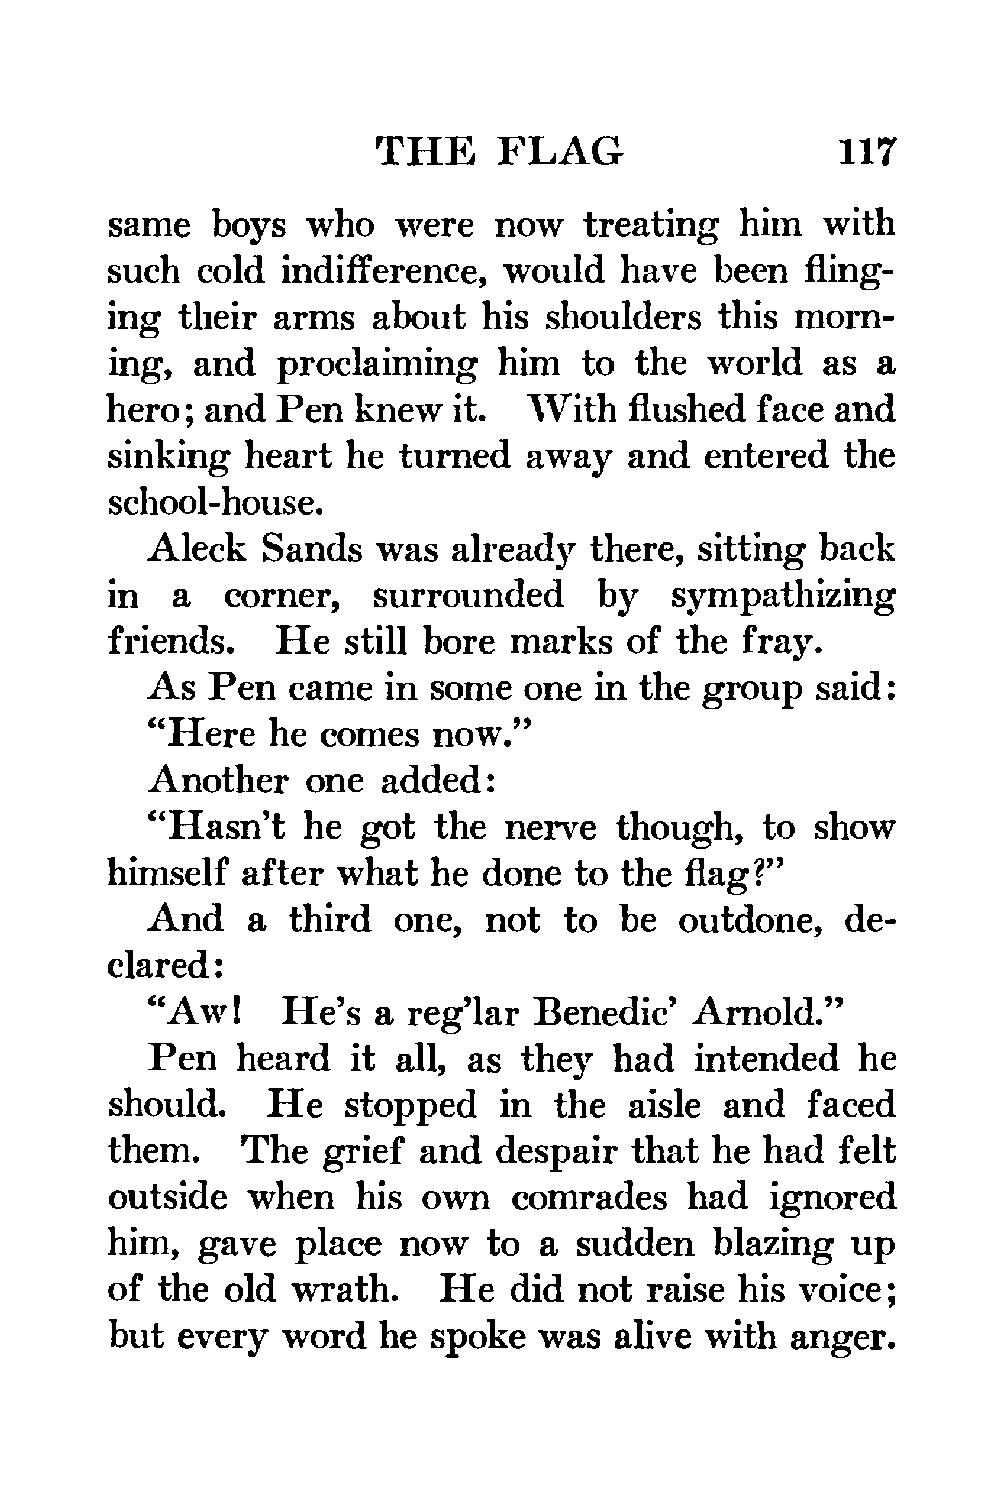 THE FLAG 117
same boys who were now treating him with
such cold indifference, would have been fling-
ing their arms about his shoulders this morn-
ing, and proclaiming him to the world as a
hero; and Pen knew it. With flushed face and
sinking heart he turned away and entered the
school-house.
Aleck Sands was already there, sitting back
in a corner, surrounded by sympathizing
friends. He still bore marks of the fray.
As Pen came in some one in the group said:
“Here he comes now.”
Another one added:
“Hasn’t he got the nerve though, to show
himself after what he done to the flag?”
And a third one, not to be outdone, de-
clared:
“Aw! He’s a reg’lar Benedic’ Arnold.”
Pen heard it all, as they had intended he
should. He stopped in the aisle and faced
them. The grief and despair that he had felt
outside when his own comrades had ignored
him, gave place now to a sudden blazing up
of the old wrath. He did not raise his voice;
but every word he spoke was alive with anger.